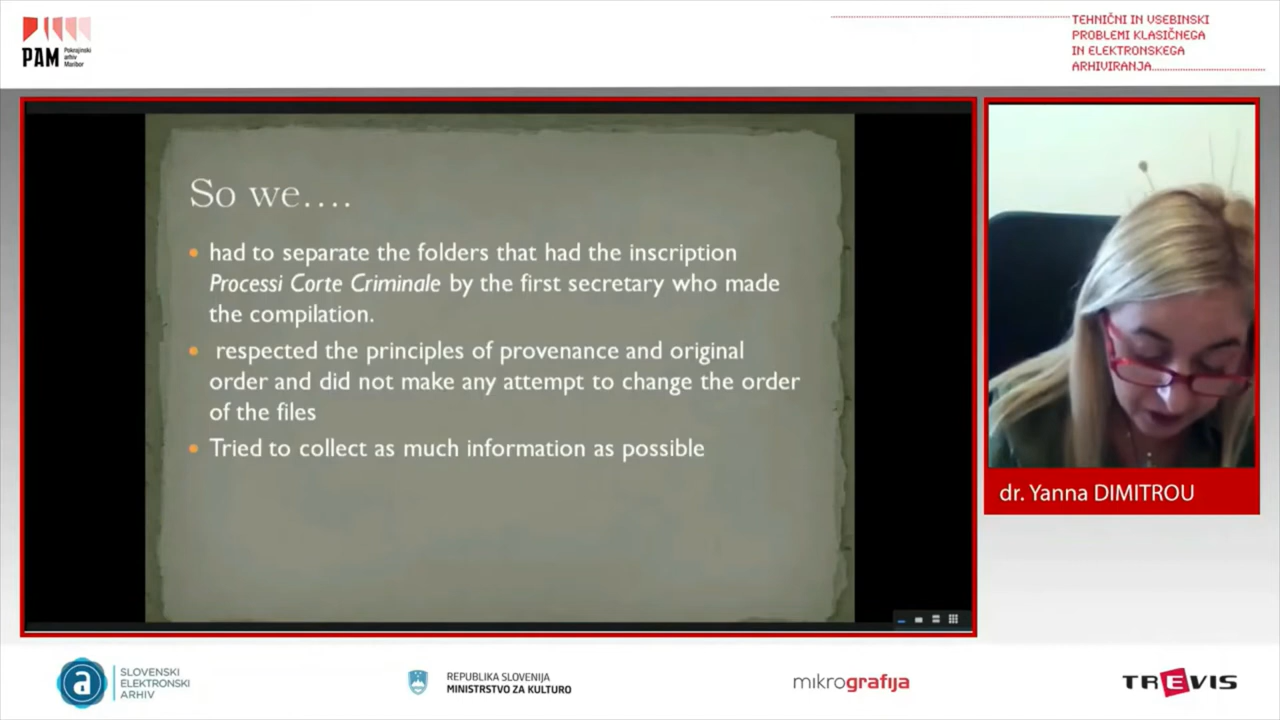 PAM
Pokrajinski
arhiv
Maribor
TEHNIČNI IN VSEBINSKI
PROBLEMI KLASIČNEGA
IN ELEKTRONSKEGA
ARHIVIRANJA
So we....
had to separate the folders that had the inscription
Processi Corte Criminale by the first secretary who made
the compilation.
respected the principles of provenance and original
order and did not make any attempt to change the order
of the files
Tried to collect as much information as possible
dr. Yanna DIMITROU
a
SLOVENSKI
ELEKTRONSKI
ARHIV
REPUBLIKA SLOVENIJA
MINISTRSTVO ZA KULTURO
mikrografija
TREVIS